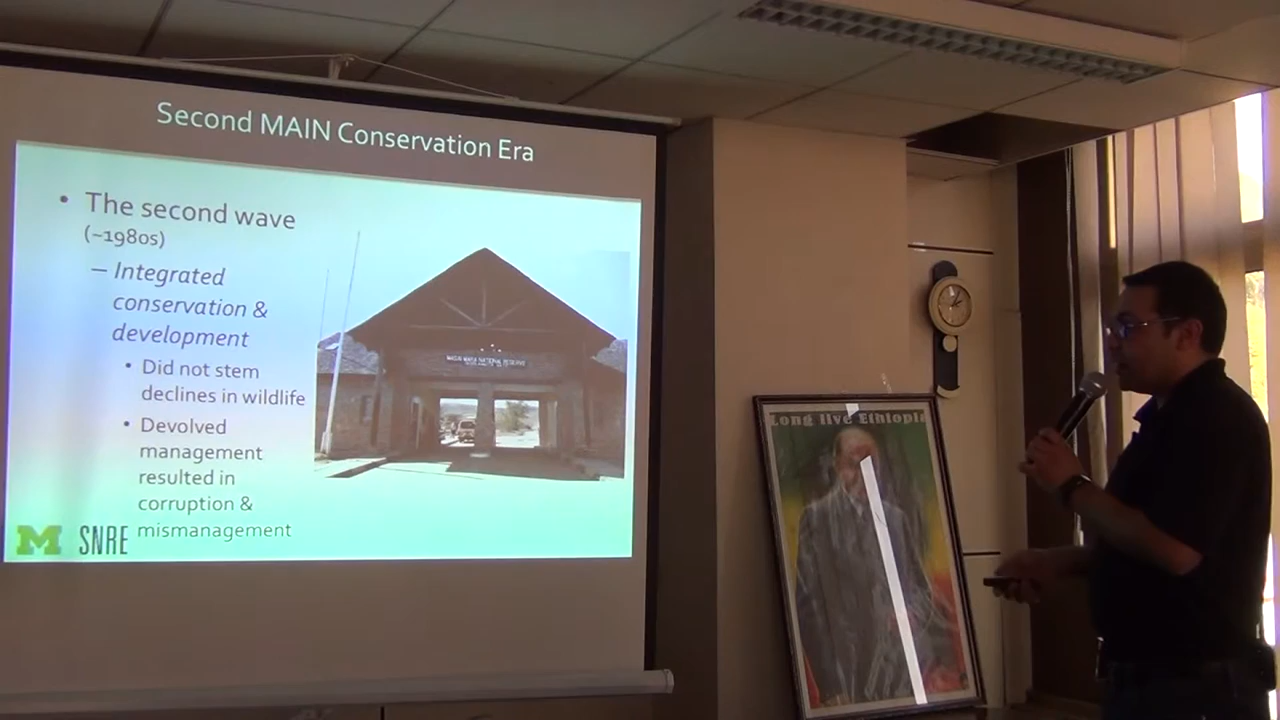 Second MAIN Conservation Era
• The second wave
(~1980s)
– Integrated
conservation &
development
• Did not stem
declines in wildlife
• Devolved
management
resulted in
corruption &
mismanagement
M SNRE
MASAI MARA NATIONAL RESERVE
Long live Ethiopia